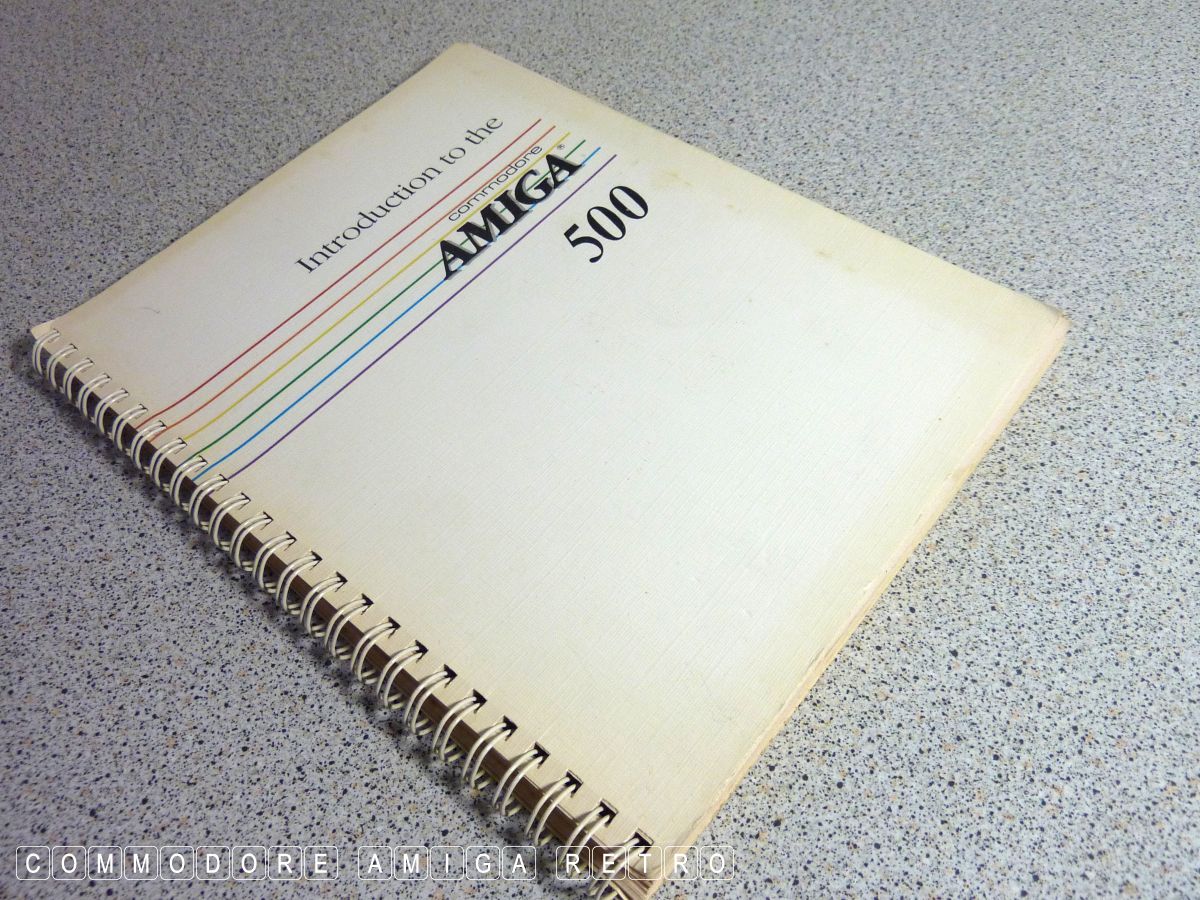 Introduction to the
commodore
AMIGA®
500
COMMODORE AMIGA RETRO